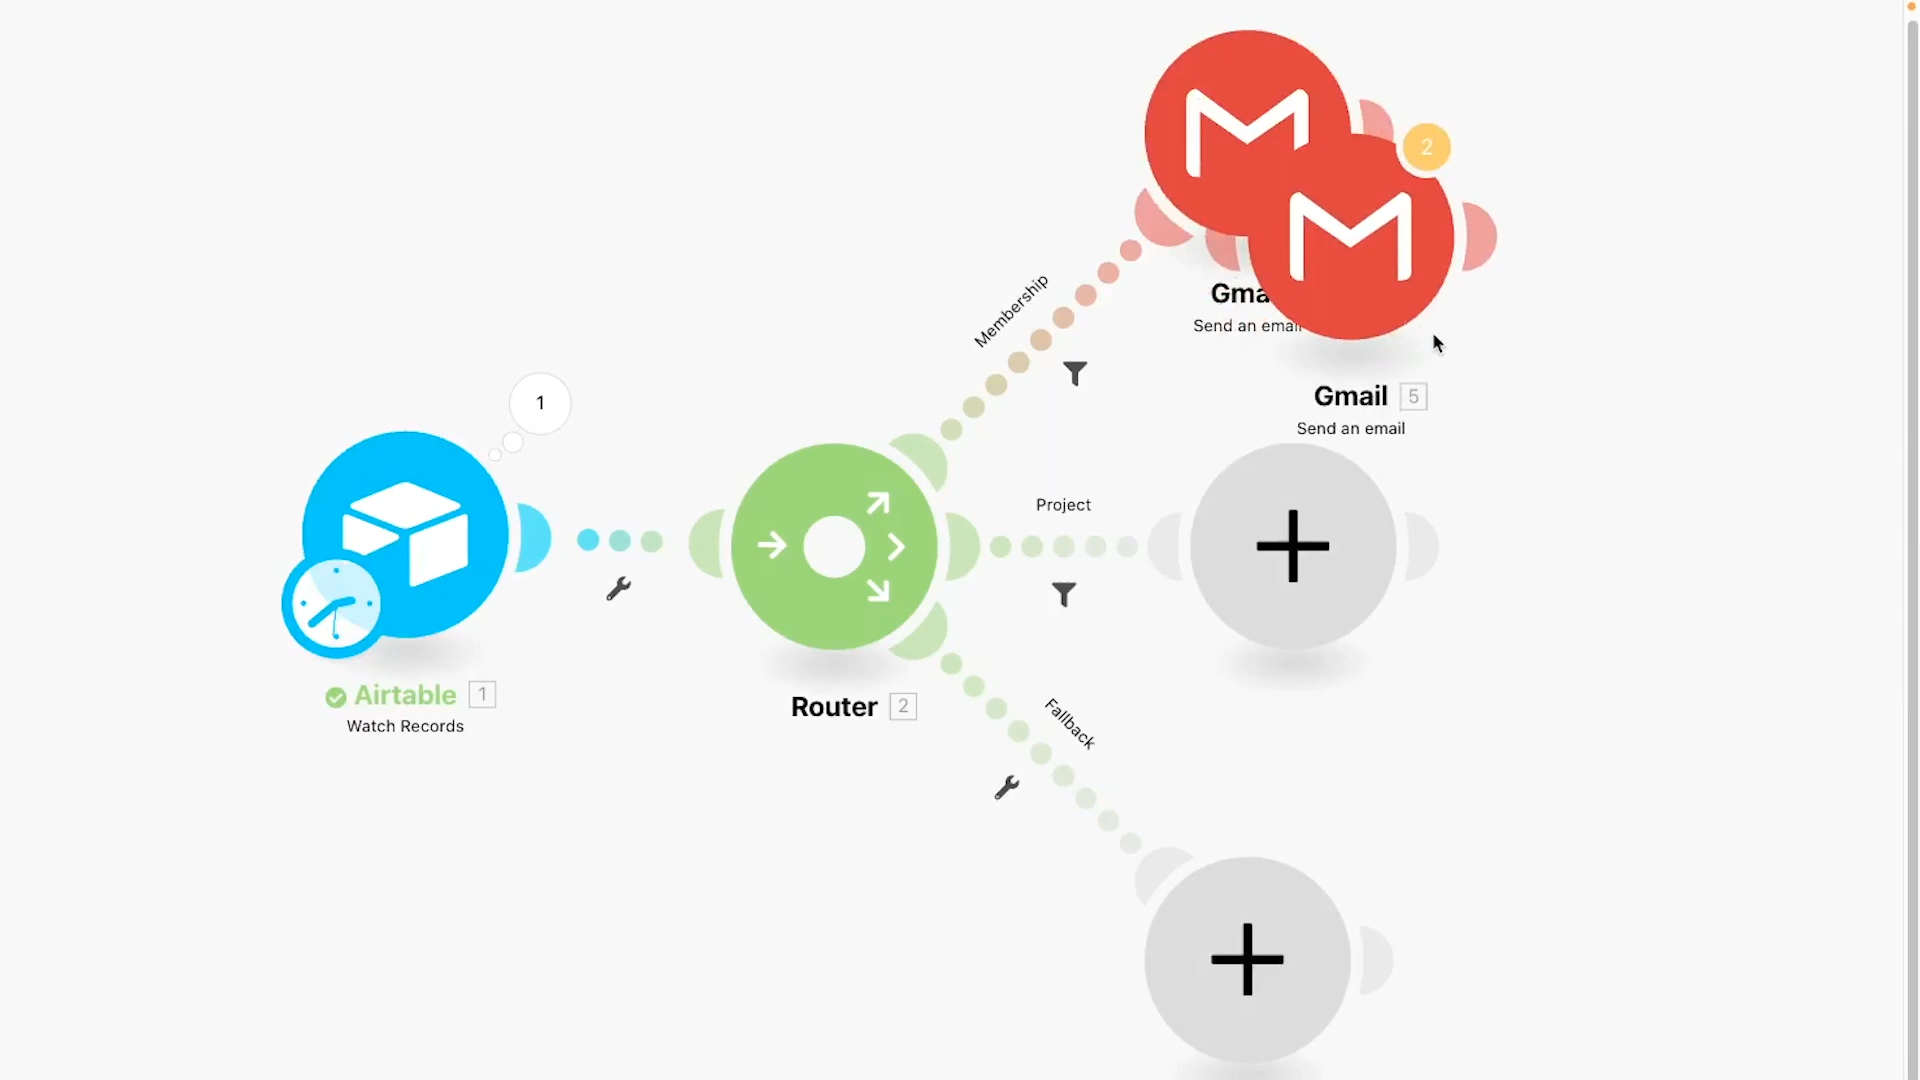 2
Membership
Gma
Send an email
Gmail 5
Send an email
1
Project
Airtable 1
Watch Records
Router 2
Fallback